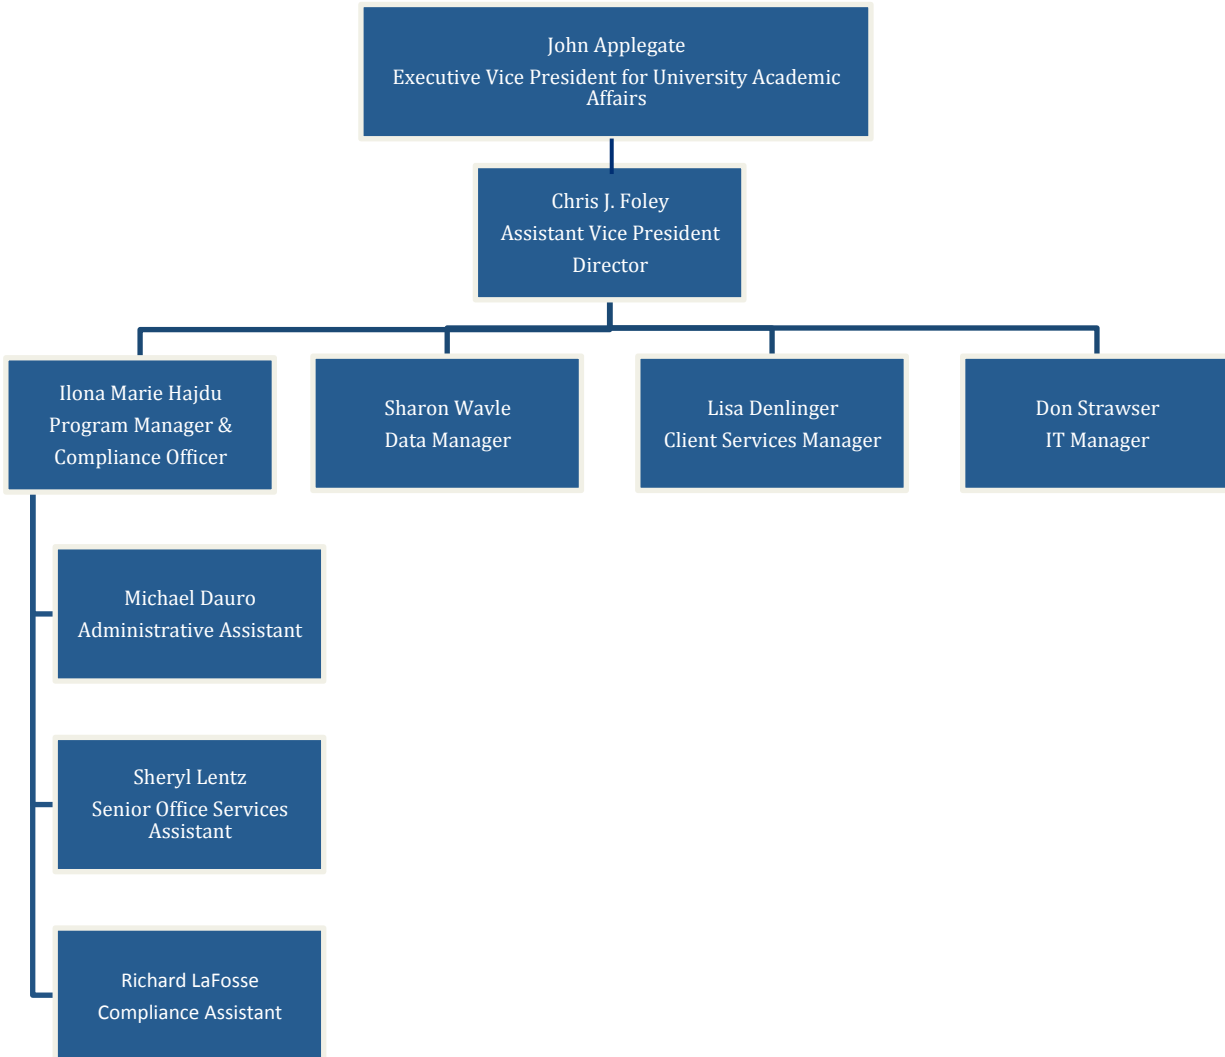 John Applegate
Executive Vice President for University Academic
Affairs
Chris J. Foley
Assistant Vice President
Director
Ilona Marie Hajdu
Program Manager &
Compliance Officer
Sharon Wavle
Data Manager
Lisa Denlinger
Client Services Manager
Don Strawser
IT Manager
Michael Dauro
Administrative Assistant
Sheryl Lentz
Senior Office Services
Assistant
Richard LaFosse
Compliance Assistant